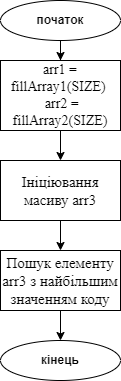 початок
arr1 =
fillArray1(SIZE)
arr2 =
fillArray2(SIZE)
Ініціювання
масиву arr3
Пошук елементу
arr3 з найбільшим
значенням коду
кінець